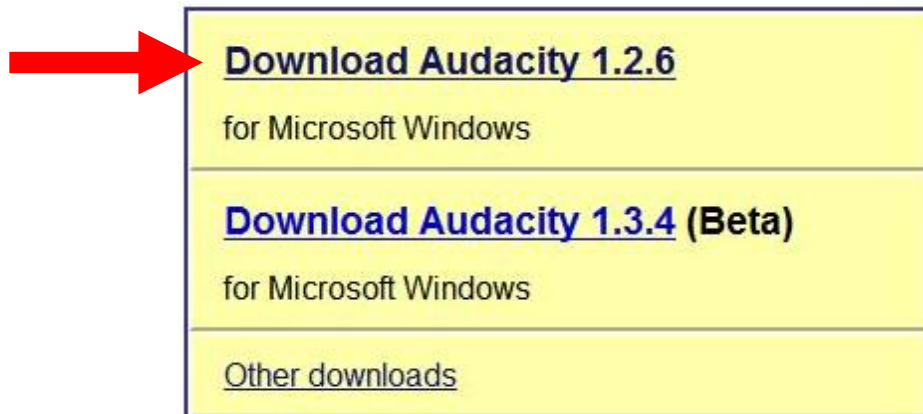 Download Audacity 1.2.6
for Microsoft Windows
Download Audacity 1.3.4 (Beta)
for Microsoft Windows
Other downloads